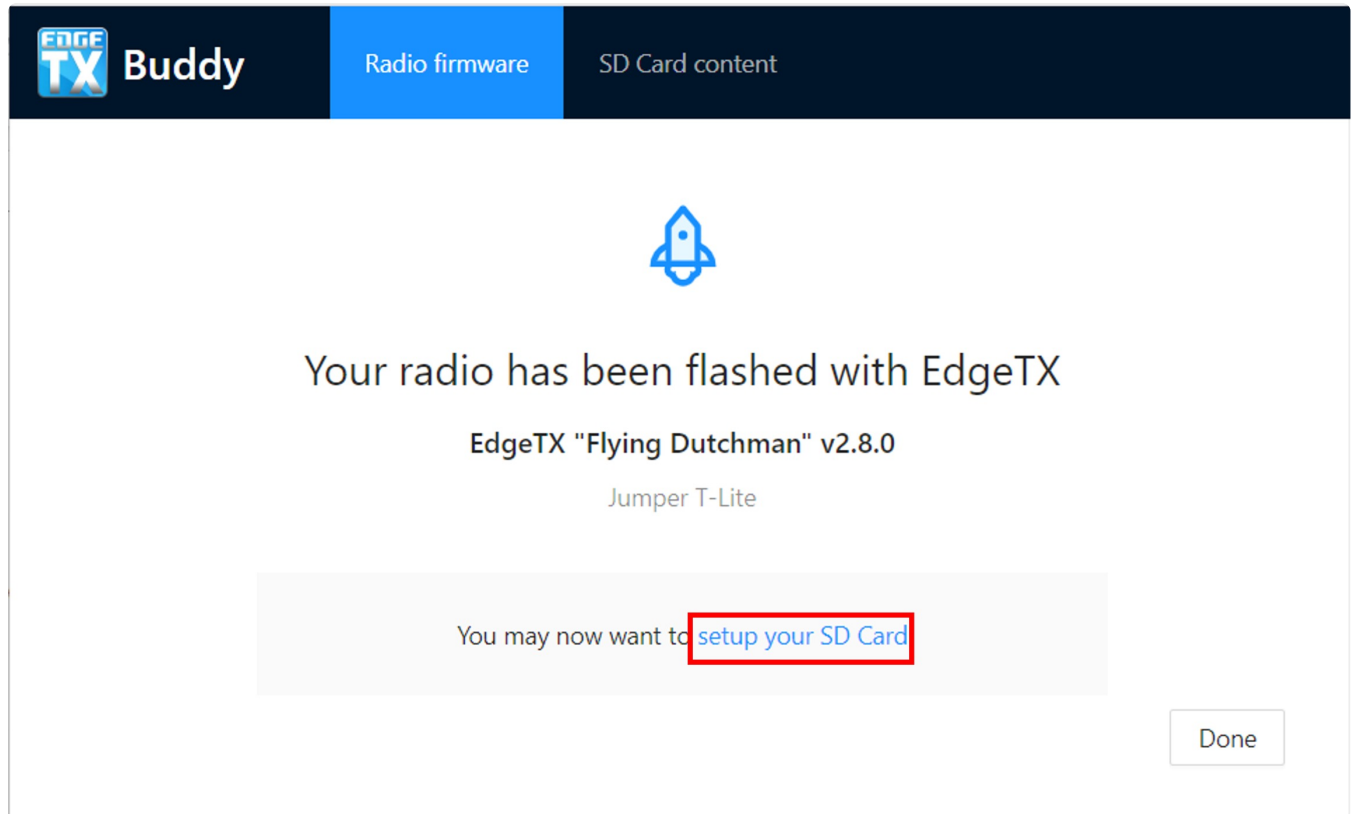 EDGE
TX
Buddy
Radio firmware
SD Card content
Your radio has been flashed with EdgeTX
EdgeTX "Flying Dutchman" v2.8.0
Jumper T-Lite
You may now want to setup your SD Card
Done